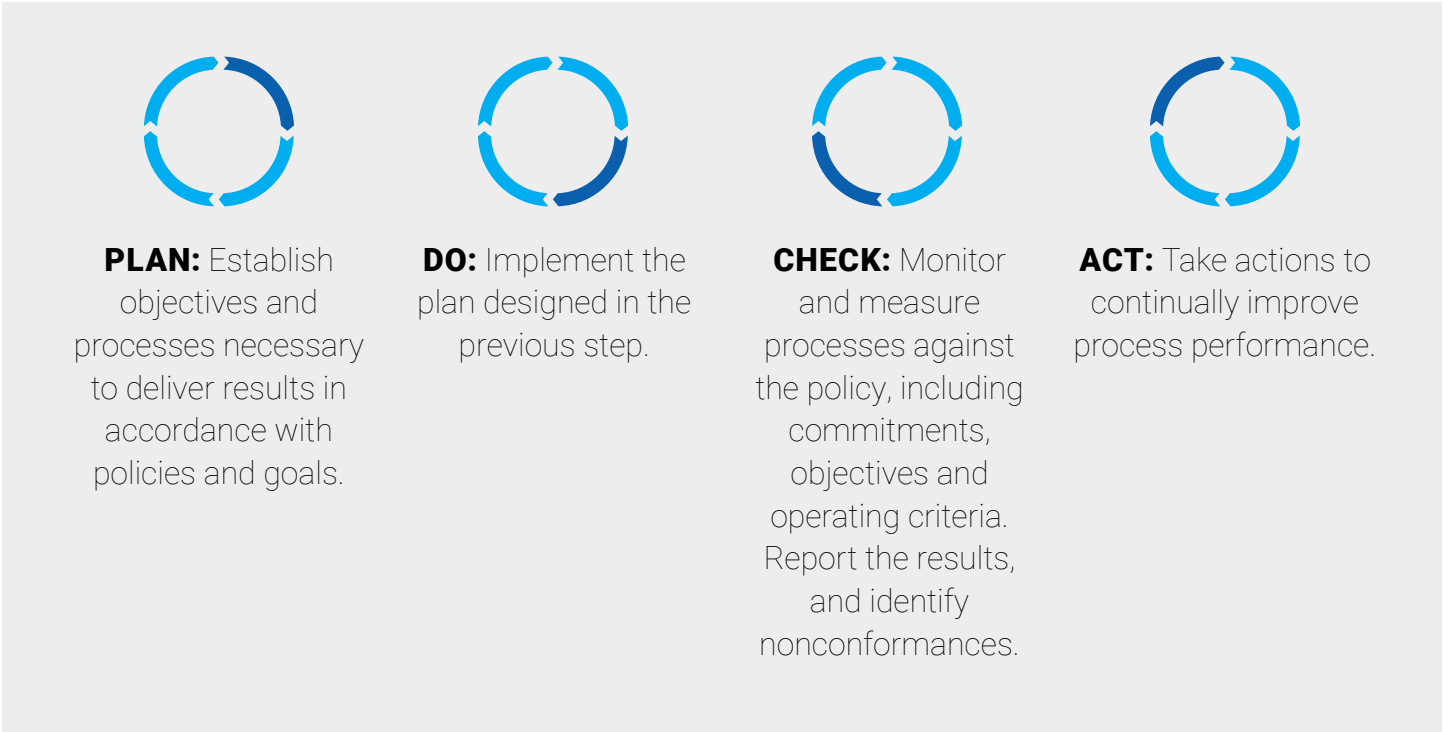 PLAN: Establish
objectives and
processes necessary
to deliver results in
accordance with
policies and goals.
DO: Implement the
plan designed in the
previous step.
CHECK: Monitor
and measure
processes against
the policy, including
commitments,
objectives and
operating criteria.
Report the results,
and identify
nonconformances.
ACT: Take actions to
continually improve
process performance.